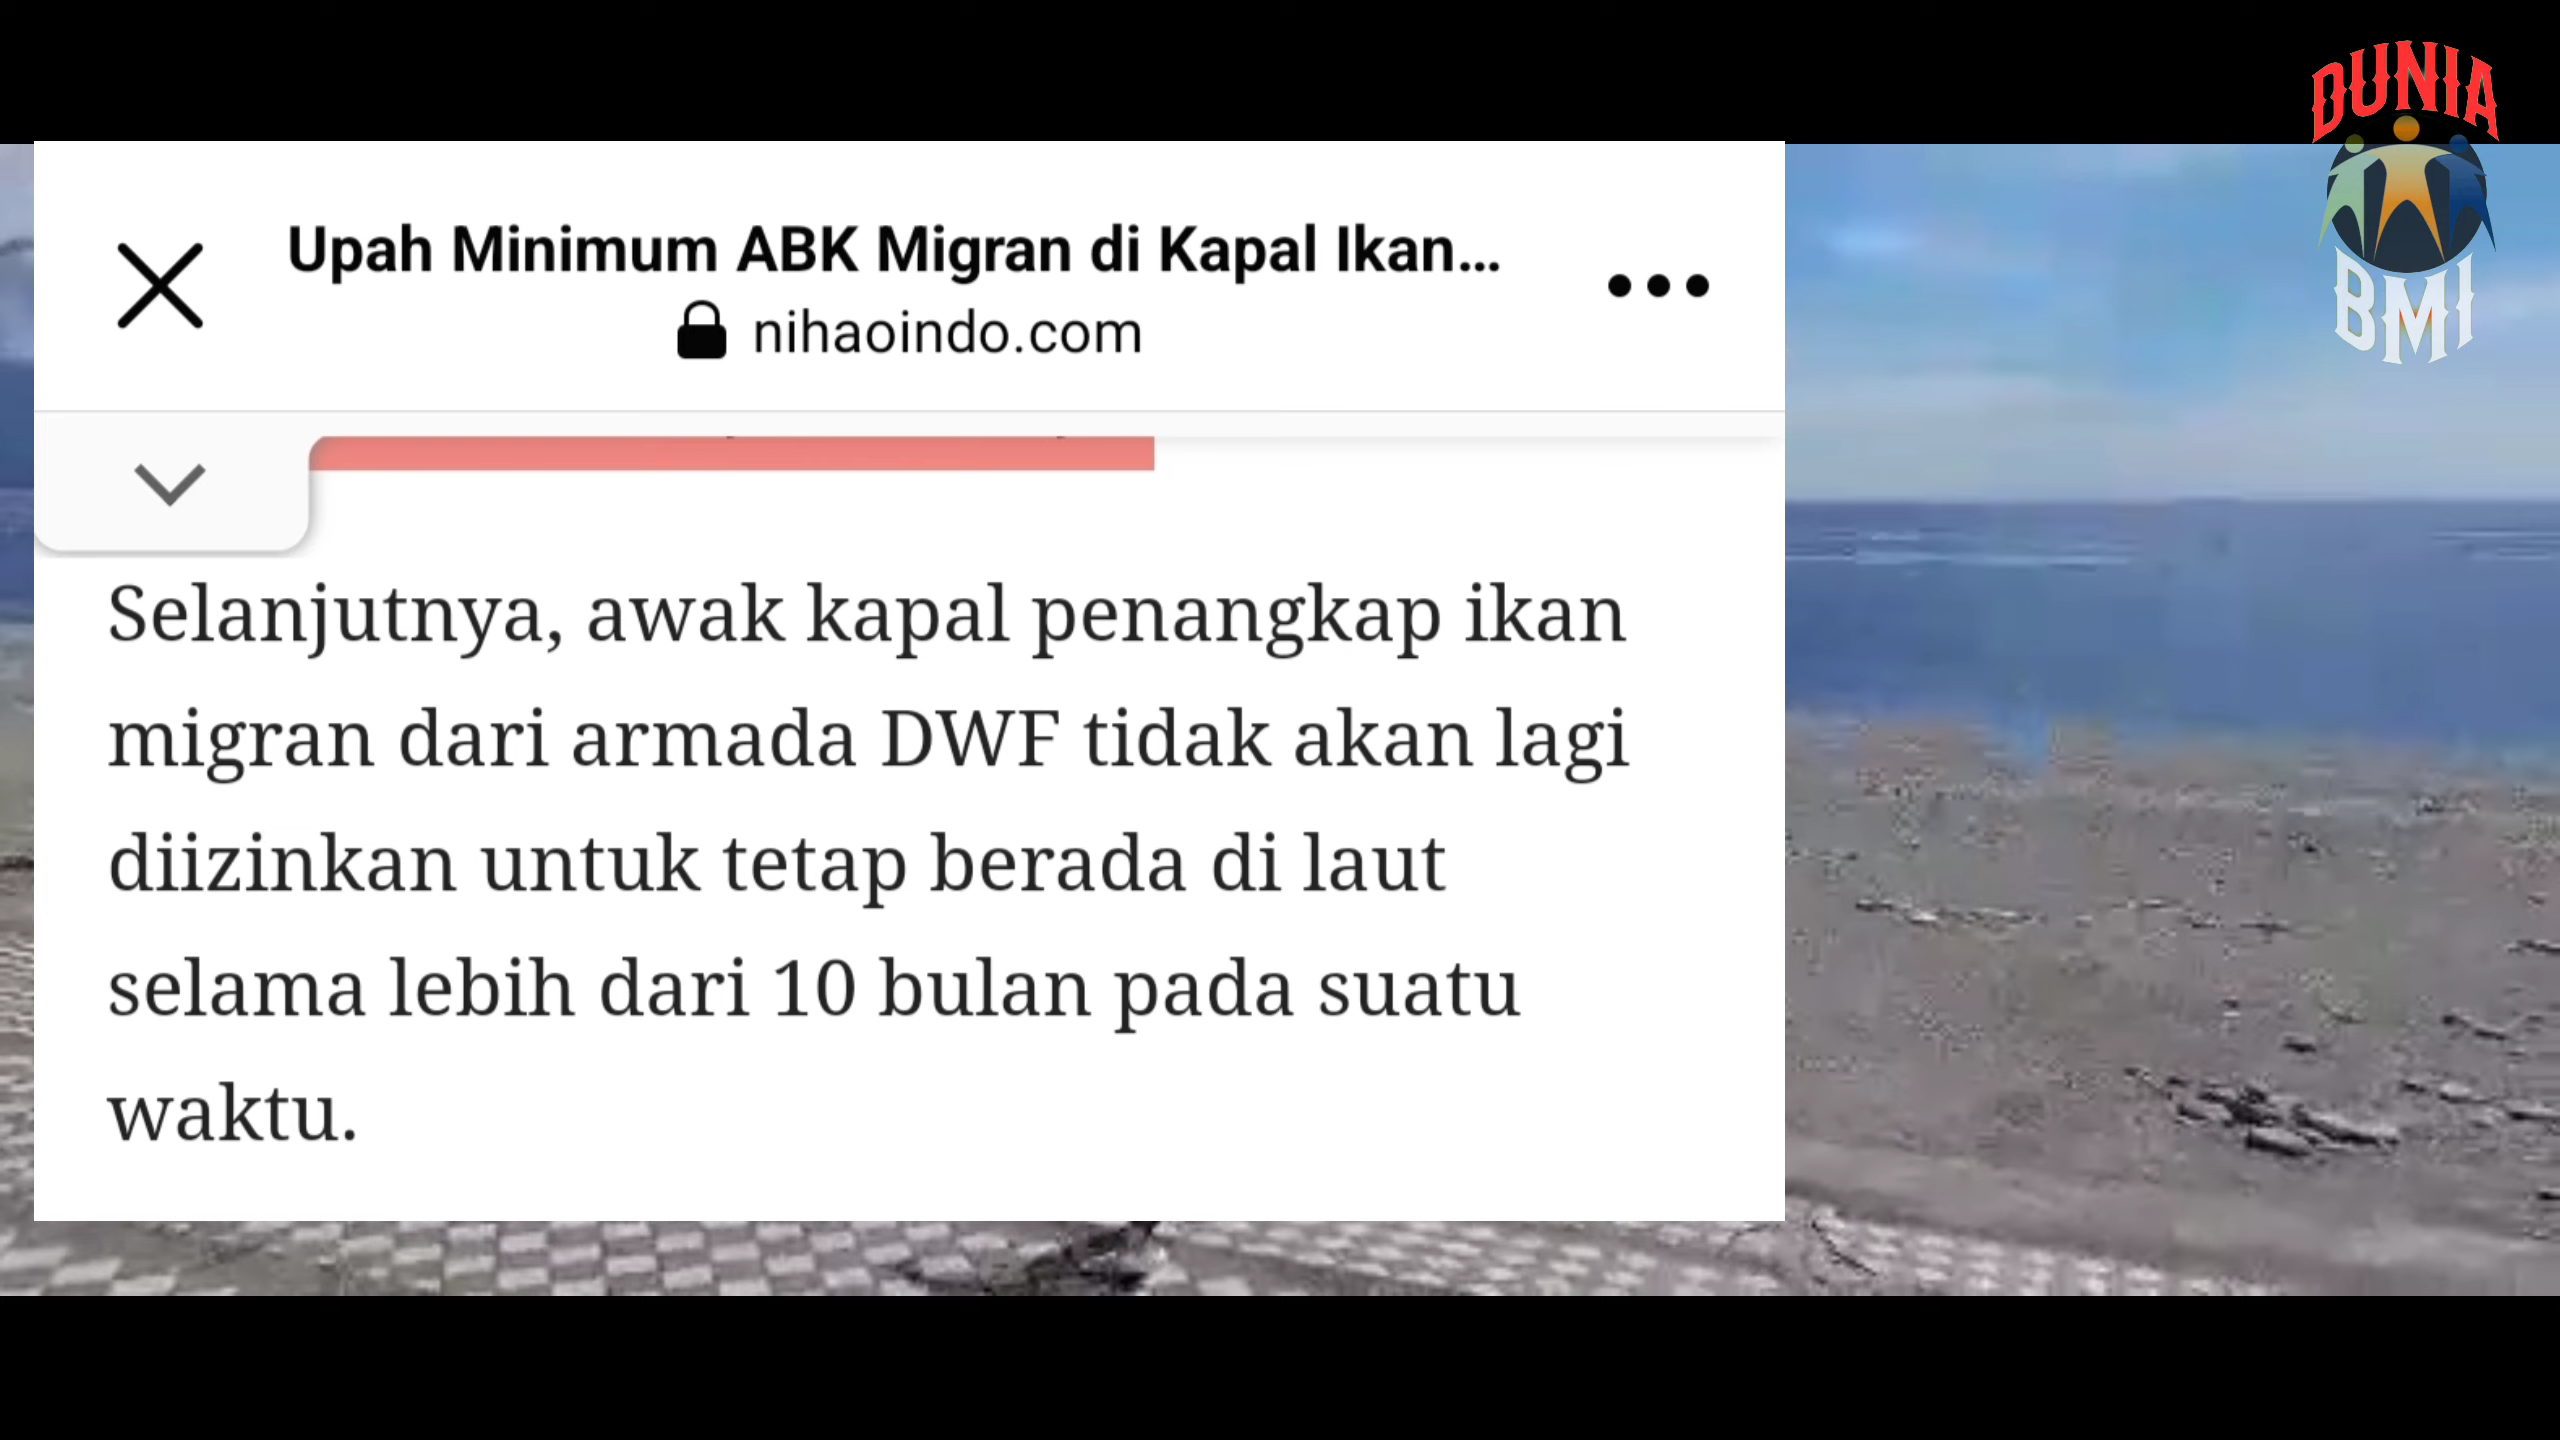 DUNIA
BMI
Upah Minimum ABK Migran di Kapal Ikan...
nihaoindo.com
Selanjutnya, awak kapal penangkap ikan
migran dari armada DWF tidak akan lagi
diizinkan untuk tetap berada di laut
selama lebih dari 10 bulan pada suatu
waktu.